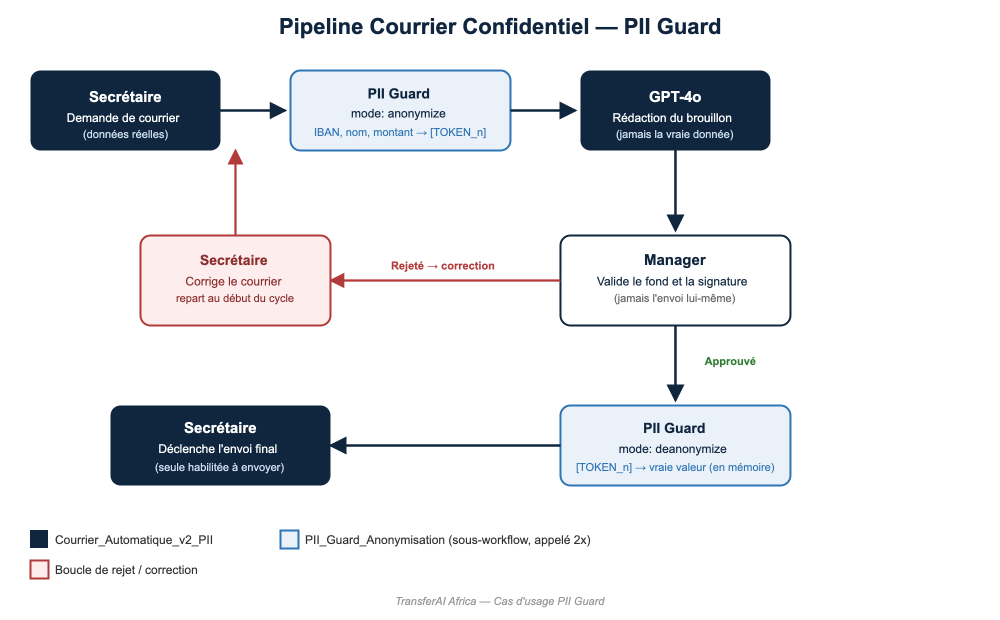 Pipeline Courrier Confidentiel — PII Guard
Secrétaire
Demande de courrier
(données réelles)
PII Guard
mode: anonymize
IBAN, nom, montant → [TOKEN_n]
GPT-4o
Rédaction du brouillon
(jamais la vraie donnée)
Secrétaire
Corrige le courrier
repart au début du cycle
Rejeté → correction
Manager
Valide le fond et la signature
(jamais l'envoi lui-même)
Approuvé
Secrétaire
Déclenche l'envoi final
(seule habilitée à envoyer)
PII Guard
mode: deanonymize
[TOKEN_n] → vraie valeur (en mémoire)
Courrier_Automatique_v2_PII
PII_Guard_Anonymisation (sous-workflow, appelé 2x)
Boucle de rejet / correction
TransferAI Africa — Cas d'usage PII Guard